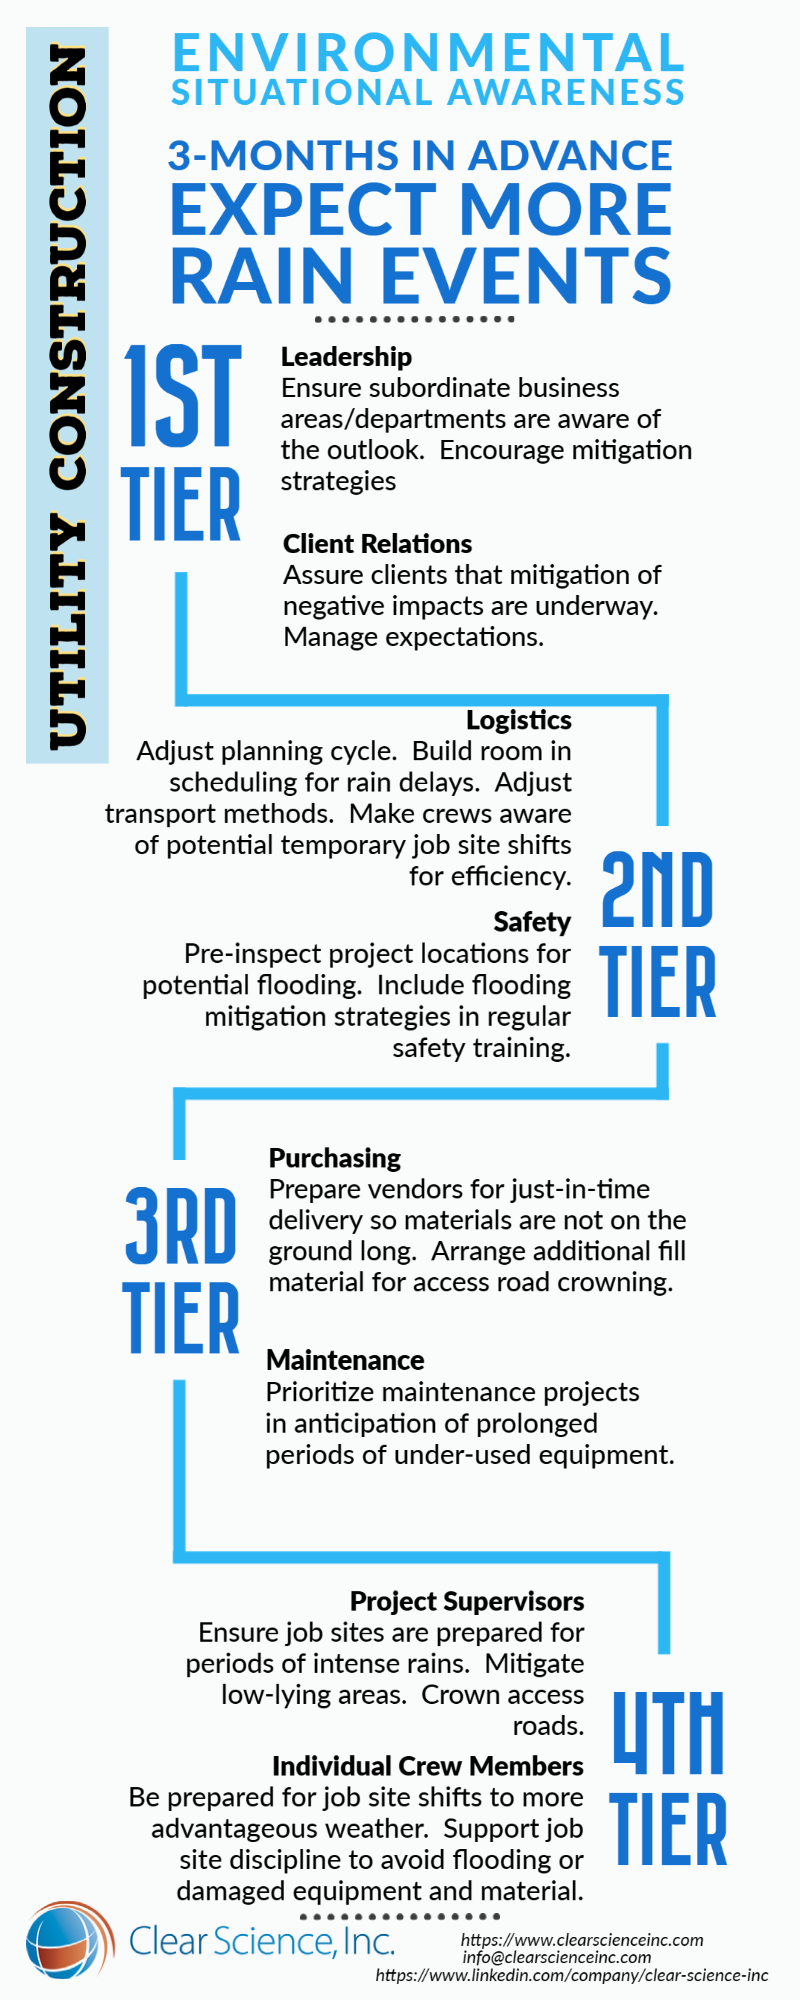 UTILITY CONSTRUCTION
ENVIRONMENTAL
SITUATIONAL AWARENESS
3-MONTHS IN ADVANCE
EXPECT MORE
RAIN EVENTS
1ST
TIER
Leadership
Ensure subordinate business
areas/departments are aware of
the outlook.  Encourage mitigation
strategies
Client Relations
Assure clients that mitigation of
negative impacts are underway.
Manage expectations.
Logistics
Adjust planning cycle.  Build room in
scheduling for rain delays.  Adjust
transport methods.  Make crews aware
of potential temporary job site shifts
for efficiency.
2ND
TIER
Safety
Pre-inspect project locations for
potential flooding.  Include flooding
mitigation strategies in regular
safety training.
3RD
TIER
Purchasing
Prepare vendors for just-in-time
delivery so materials are not on the
ground long.  Arrange additional fill
material for access road crowning.
Maintenance
Prioritize maintenance projects
in anticipation of prolonged
periods of under-used equipment.
Project Supervisors
Ensure job sites are prepared for
periods of intense rains.  Mitigate
low-lying areas.  Crown access
roads.
4TH
TIER
Individual Crew Members
Be prepared for job site shifts to more
advantageous weather.  Support job
site discipline to avoid flooding or
damaged equipment and material.
Clear Science, Inc.
https://www.clearscienceinc.com
info@clearscienceinc.com
https://www.linkedin.com/company/clear-science-inc